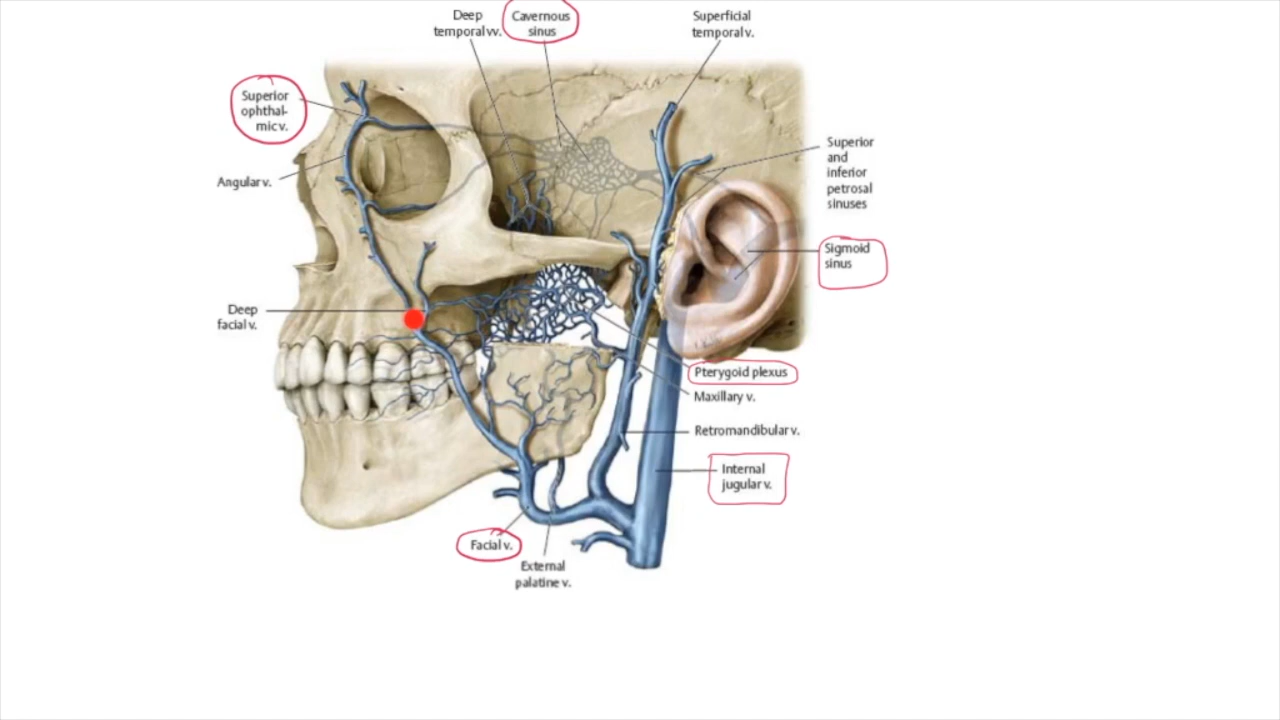 Deep
temporal vv.
Cavernous
sinus
Superficial
temporal v.
Superior
ophthal-
mic v.
Angular v.
Superior
and
inferior
petrosal
sinuses
Sigmoid
sinus
Deep
facial v.
Pterygoid plexus
Maxillary v.
Retromandibular v.
Internal
jugular v.
Facial v.
External
palatine v.